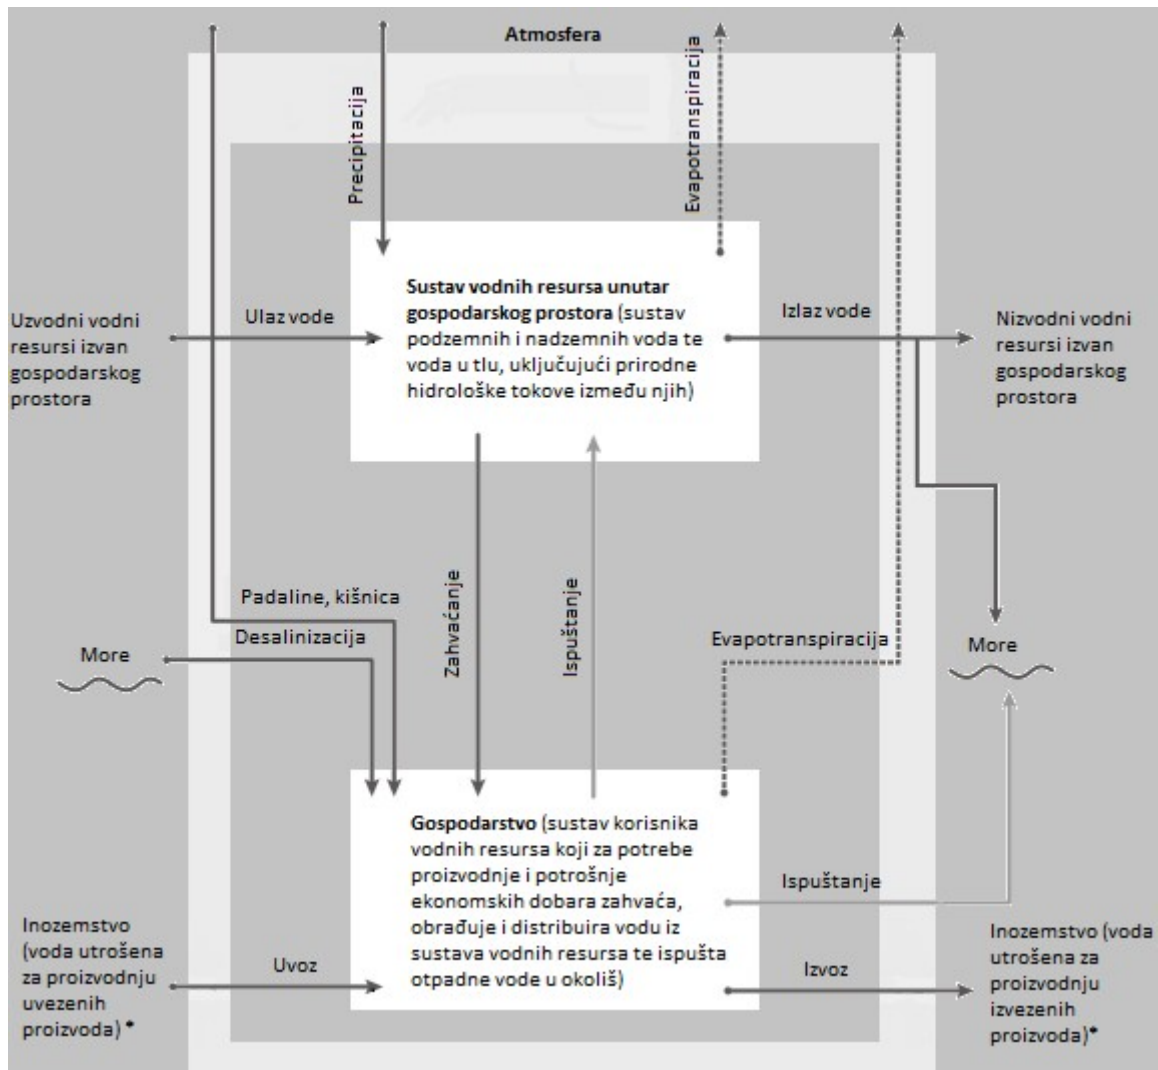 Atmosfera
Precipitacija
Evapotranspiracija
Uzvodni vodni
resursi izvan
gospodarskog
prostora
Ulaz vode
Sustav vodnih resursa unutar
gospodarskog prostora (sustav
podzemnih i nadzemnih voda te
voda u tlu, uključujući prirodne
hidrološke tokove između njih)
Izlaz vode
Nizvodni vodni
resursi izvan
gospodarskog
prostora
Zahvaćanje
Ispuštanje
Padaline, kišnica
Desalinizacija
More
Evapotranspiracija
More
Gospodarstvo (sustav korisnika
vodnih resursa koji za potrebe
proizvodnje i potrošnje
ekonomskih dobara zahvaća,
obrađuje i distribuira vodu iz
sustava vodnih resursa te ispušta
otpadne vode u okoliš)
Ispuštanje
Inozemstvo
(voda utrošena
za proizvodnju
uvezenih
proizvoda) *
Uvoz
Izvoz
Inozemstvo (voda
utrošena za
proizvodnju
izvezenih
proizvoda)*